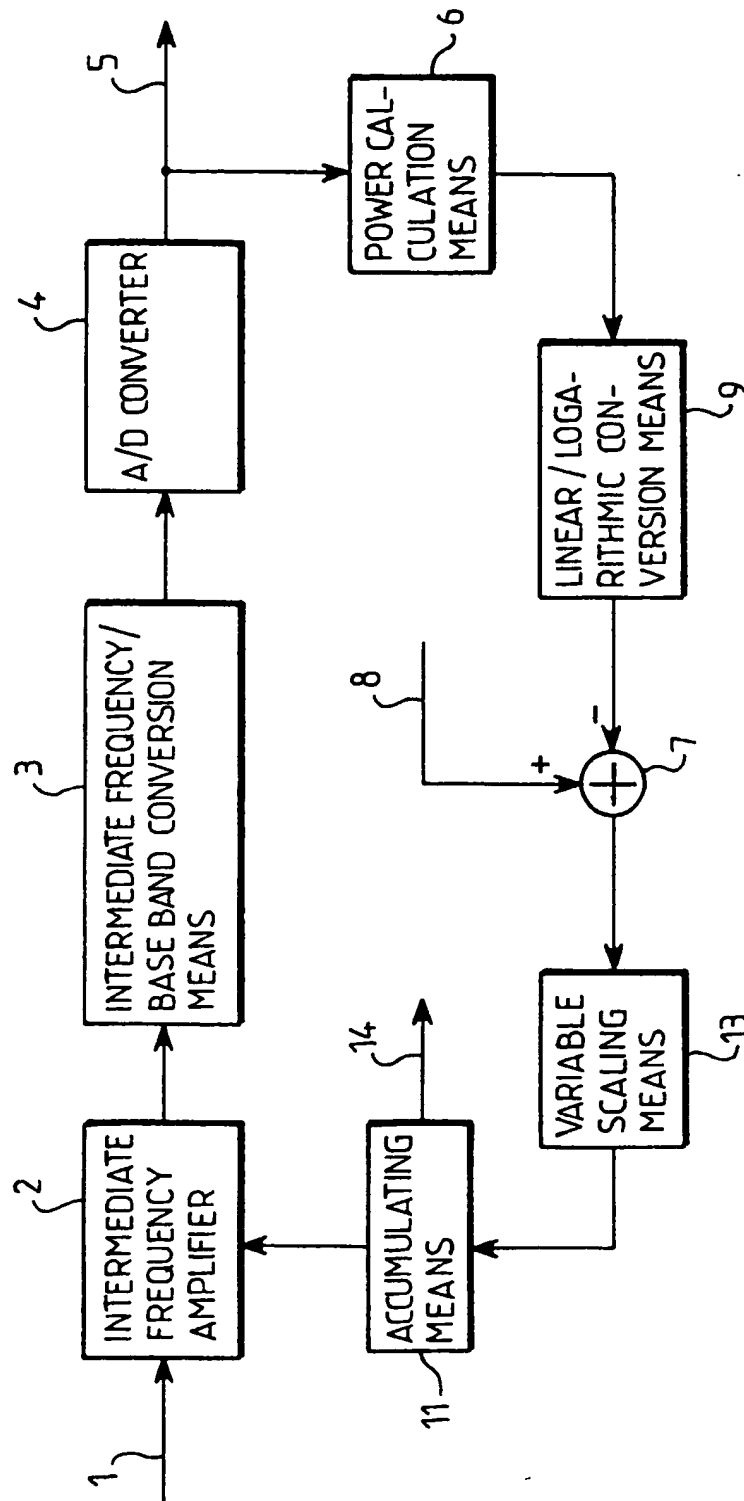 1
2
INTERMEDIATE
FREQUENCY
AMPLIFIER
3
INTERMEDIATE FREQUENCY/
BASE BAND CONVERSION
MEANS
4
A/D CONVERTER
5
POWER CAL-
CULATION
MEANS
6
LINEAR/LOGA-
RITHMIC CON-
VERSION MEANS
9
8
+
-
7
VARIABLE
SCALING
MEANS
13
ACCUMULATING
MEANS
11
14